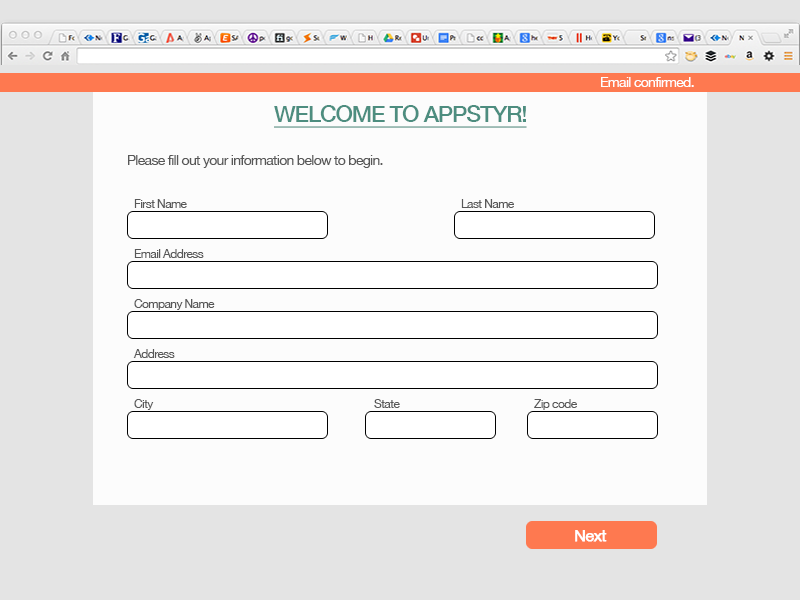 Email confirmed.
WELCOME TO APPSTYR!
Please fill out your information below to begin.
First Name Last Name
Email Address
Company Name
Address
City State Zip code
Next